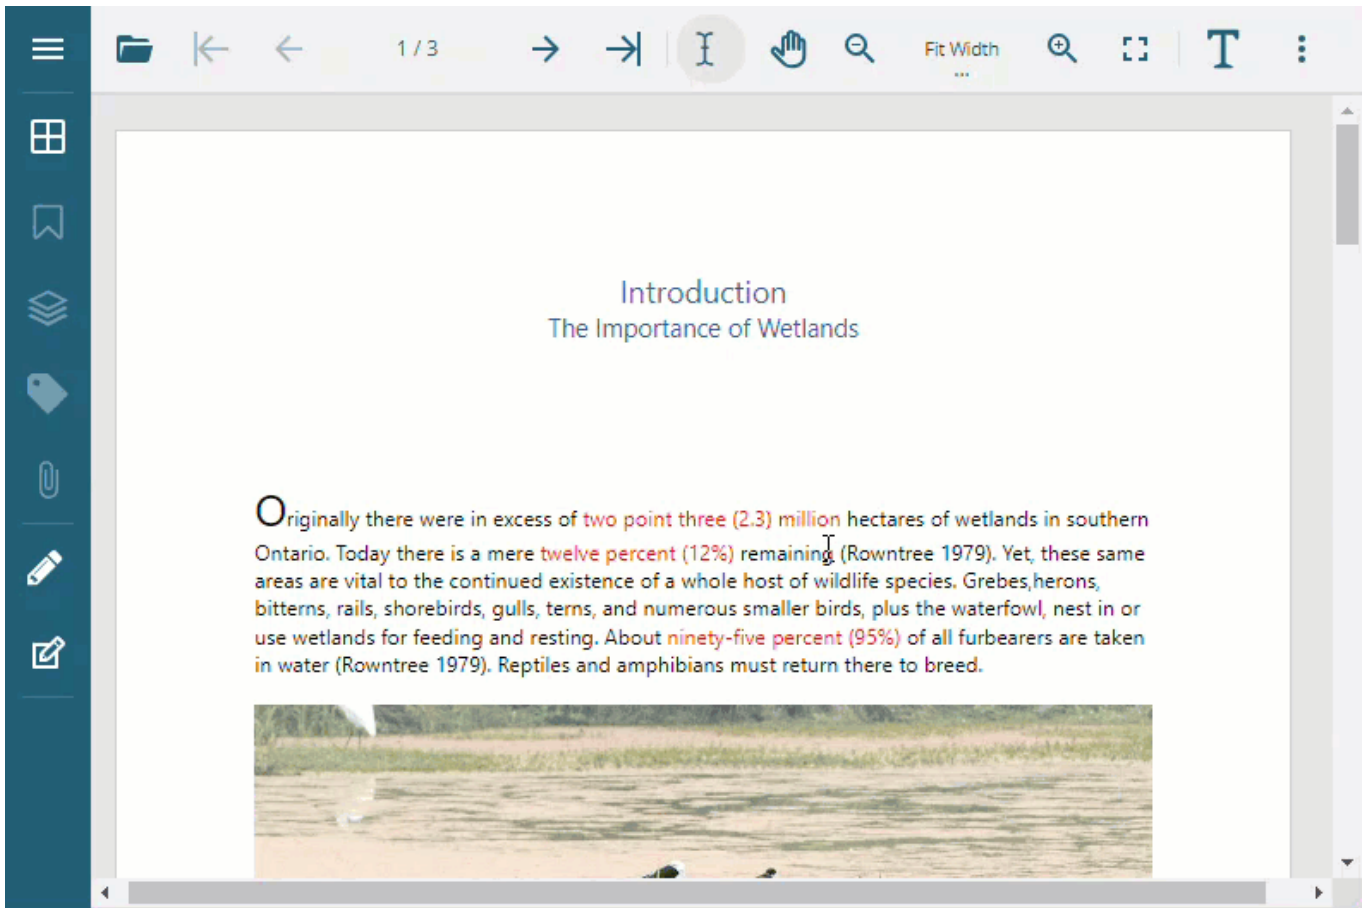 1 / 3
Fit Width
...
T
Introduction
The Importance of Wetlands
Originally there were in excess of two point three (2.3) million hectares of wetlands in southern
Ontario. Today there is a mere twelve percent (12%) remaining (Rowntree 1979). Yet, these same
areas are vital to the continued existence of a whole host of wildlife species. Grebes,herons,
bitterns, rails, shorebirds, gulls, terns, and numerous smaller birds, plus the waterfowl, nest in or
use wetlands for feeding and resting. About ninety-five percent (95%) of all furbearers are taken
in water (Rowntree 1979). Reptiles and amphibians must return there to breed.